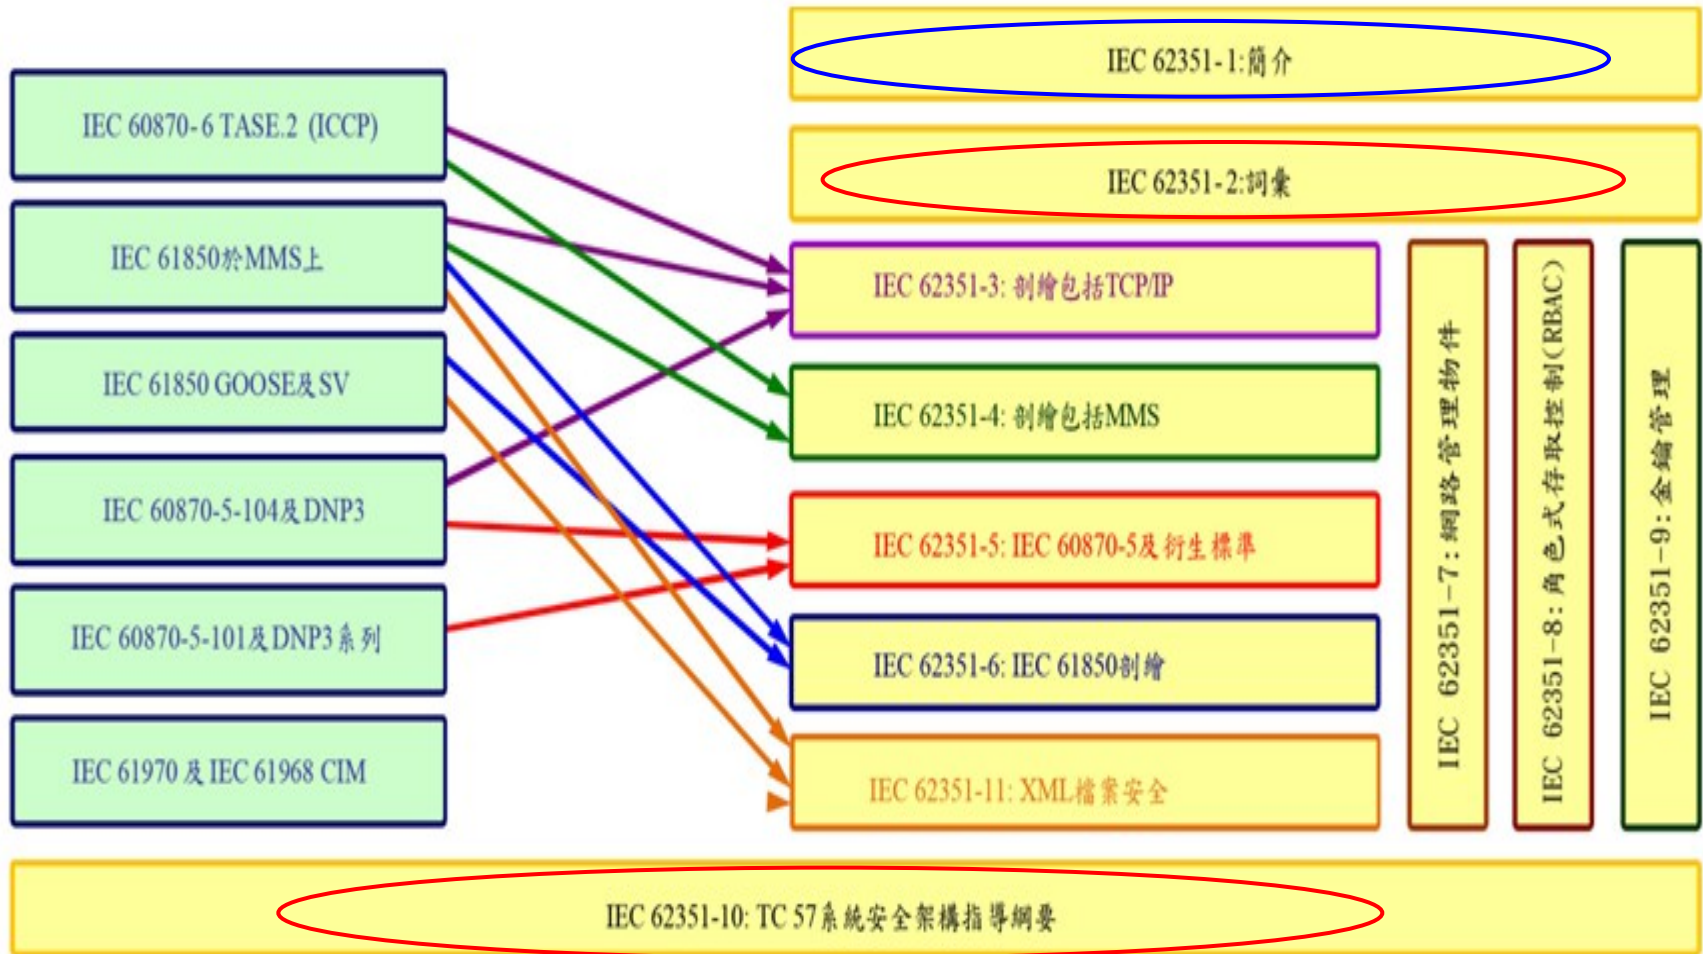 IEC 62351-1:簡介
IEC 62351-2:詞彙
IEC 60870-6 TASE.2 (ICCP)
IEC 61850於MMS上
IEC 61850 GOOSE及SV
IEC 60870-5-104及DNP3
IEC 60870-5-101及DNP3系列
IEC 61970 及 IEC 61968 CIM
IEC 62351-3: 剖繪包括TCP/IP
IEC 62351-4: 剖繪包括MMS
IEC 62351-5: IEC 60870-5及衍生標準
IEC 62351-6: IEC 61850剖繪
IEC 62351-11: XML檔案安全
IEC 62351-7:網路管理物件
IEC 62351-8:角色式存取控制(RBAC)
IEC 62351-9:金鑰管理
IEC 62351-10: TC 57系統安全架構指導綱要